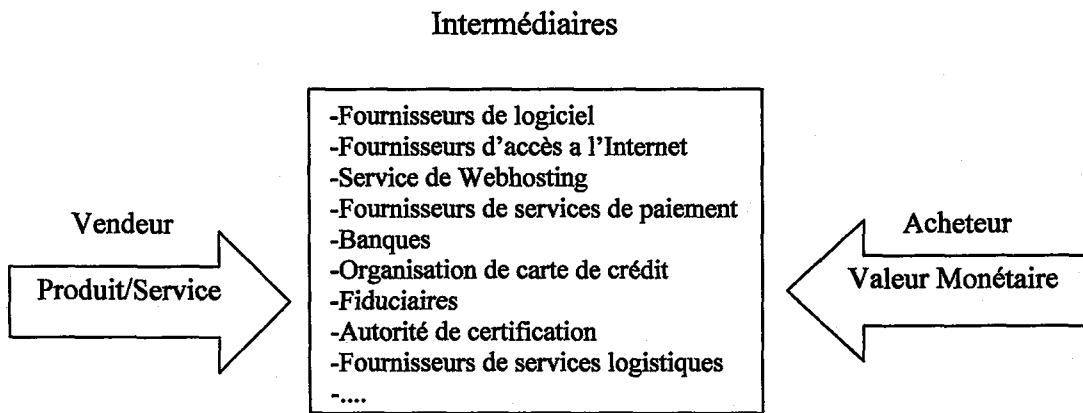 Intermédiaires
-Fournisseurs de logiciel
-Fournisseurs d'accès a l'Internet
-Service de Webhosting
-Fournisseurs de services de paiement
-Banques
-Organisation de carte de crédit
-Fiduciaires
-Autorité de certification
-Fournisseurs de services logistiques
-....
Vendeur
Produit/Service
Acheteur
Valeur Monétaire